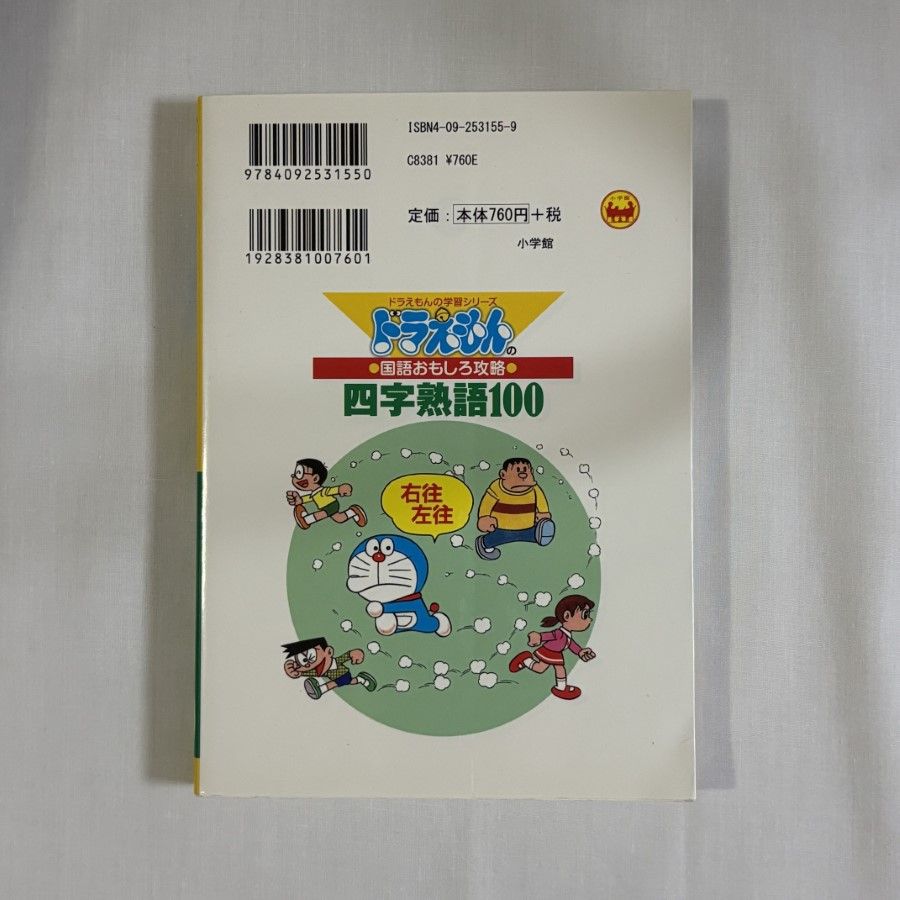 ISBN4-09-253155-9
9784092531550
C8381 ¥760E
定価：本体760円＋税
小学館
1928381007601
小学館
ドラえもんの学習シリーズ
ドラえもんの
国語おもしろ攻略
四字熟語100
右往
左往